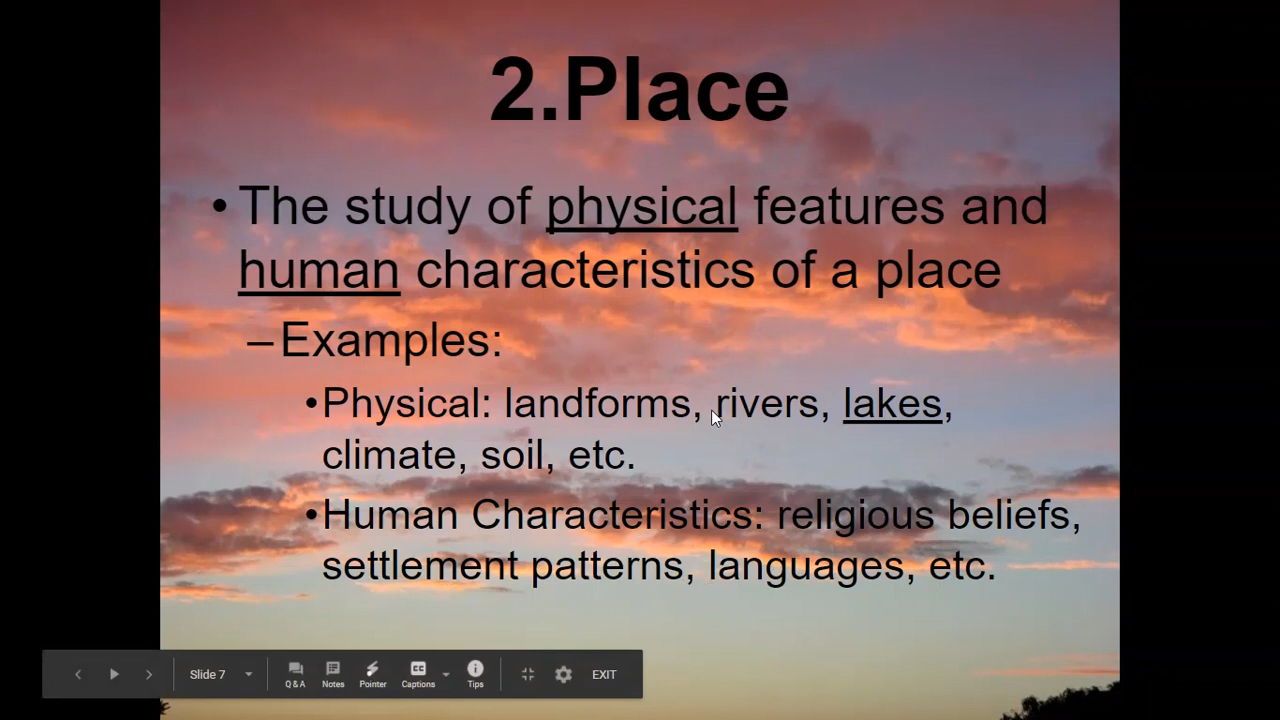 2.Place
• The study of physical features and
human characteristics of a place
– Examples:
•Physical: landforms, rivers, lakes,
climate, soil, etc.
•Human Characteristics: religious beliefs,
settlement patterns, languages, etc.
Slide 7 Q & A Notes Pointer CC Captions Tips EXIT